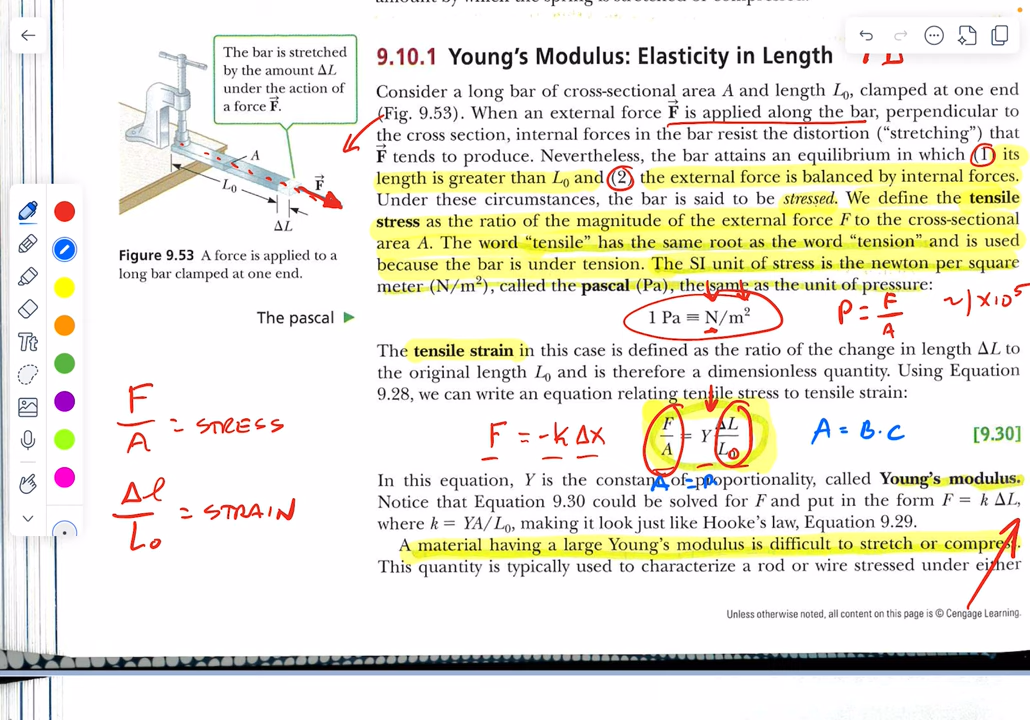 The bar is stretched
by the amount ΔL
under the action of
a force F⃗.
A
L₀
F⃗
ΔL
Figure 9.53 A force is applied to a
long bar clamped at one end.
The pascal ▶
F/A = STRESS
Δl/L₀ = STRAIN
9.10.1 Young's Modulus: Elasticity in Length
Consider a long bar of cross-sectional area A and length L₀, clamped at one end
(Fig. 9.53). When an external force F⃗ is applied along the bar, perpendicular to
the cross section, internal forces in the bar resist the distortion (“stretching”) that
F⃗ tends to produce. Nevertheless, the bar attains an equilibrium in which (1) its
length is greater than L₀ and (2) the external force is balanced by internal forces.
Under these circumstances, the bar is said to be stressed. We define the tensile
stress as the ratio of the magnitude of the external force F to the cross-sectional
area A. The word “tensile” has the same root as the word “tension” and is used
because the bar is under tension. The SI unit of stress is the newton per square
meter (N/m²), called the pascal (Pa), the same as the unit of pressure:
1 Pa ≡ N/m²
P = F/A
~1×10⁵
The tensile strain in this case is defined as the ratio of the change in length ΔL to
the original length L₀ and is therefore a dimensionless quantity. Using Equation
9.28, we can write an equation relating tensile stress to tensile strain:
F = -k Δx
F/A = Y ΔL/L₀
A = B·C
[9.30]
In this equation, Y is the constant of proportionality, called Young's modulus.
Notice that Equation 9.30 could be solved for F and put in the form F = k ΔL,
where k = YA/L₀, making it look just like Hooke's law, Equation 9.29.
A material having a large Young's modulus is difficult to stretch or compress.
This quantity is typically used to characterize a rod or wire stressed under either
Unless otherwise noted, all content on this page is © Cengage Learning.
Tt